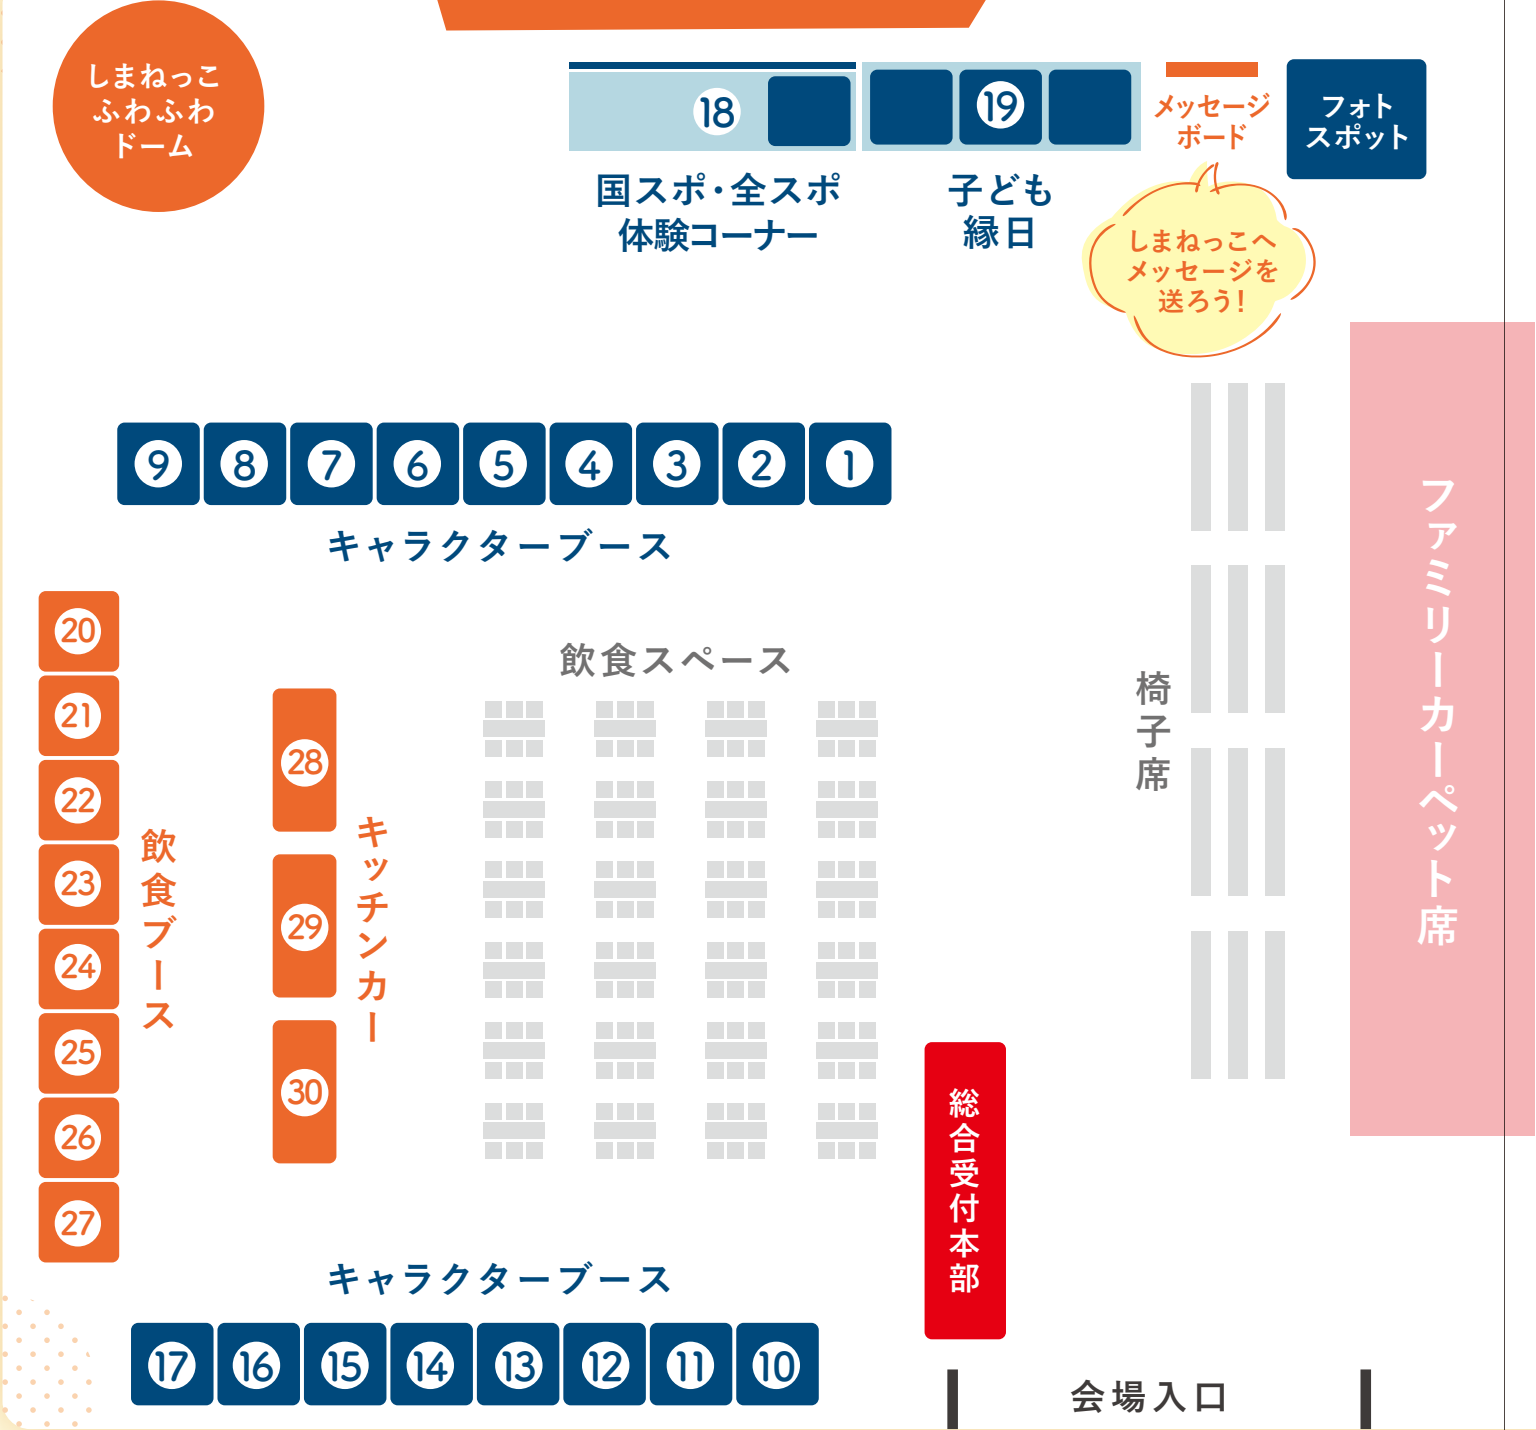 しまねっこ
ふわふわ
ドーム
18
19
メッセージ
ボード
フォト
スポット
国スポ・全スポ
体験コーナー
子ども
縁日
しまねっこへ
メッセージを
送ろう!
9 8 7 6 5 4 3 2 1
キャラクターブース
20
21
22
23
24
25
26
27
飲食ブース
28
29
30
キッチンカー
飲食スペース
椅子席
ファミリーカーペット席
総合受付本部
キャラクターブース
17 16 15 14 13 12 11 10
会場入口